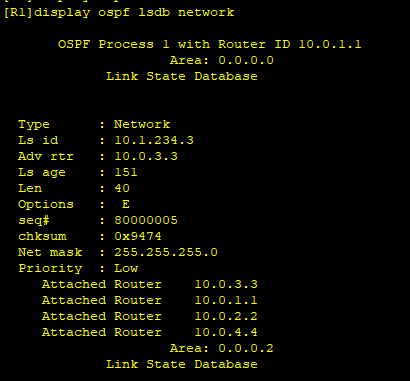 [R1]display ospf lsdb network
OSPF Process 1 with Router ID 10.0.1.1
Area: 0.0.0.0
Link State Database
Type : Network
Ls id : 10.1.234.3
Adv rtr : 10.0.3.3
Ls age : 151
Len : 40
Options : E
seq# : 80000005
chksum : 0x9474
Net mask : 255.255.255.0
Priority : Low
Attached Router 10.0.3.3
Attached Router 10.0.1.1
Attached Router 10.0.2.2
Attached Router 10.0.4.4
Area: 0.0.0.2
Link State Database